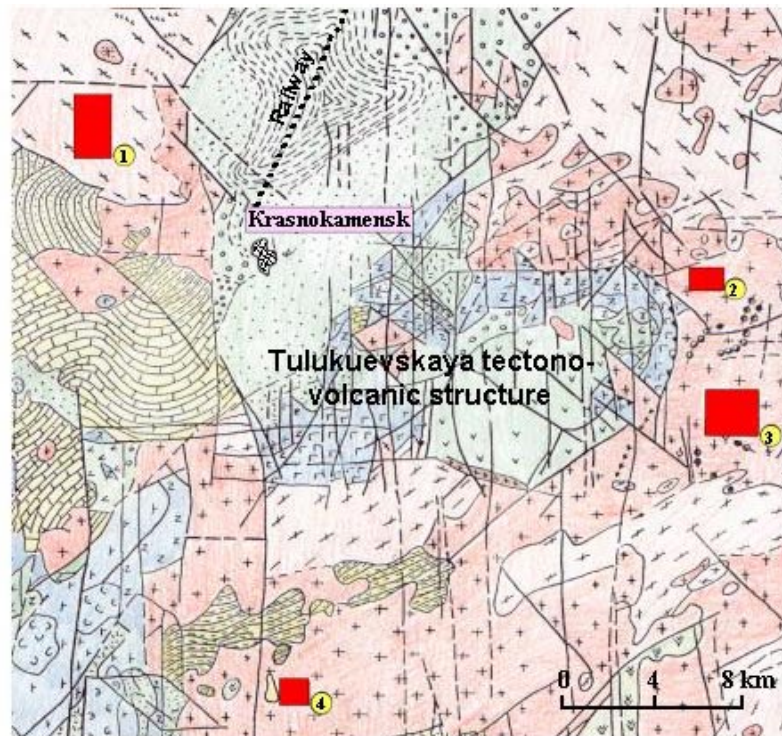 Railway
1
Krasnokamensk
2
Tulukuevskaya tectono-
volcanic structure
3
4
0 4 8 km